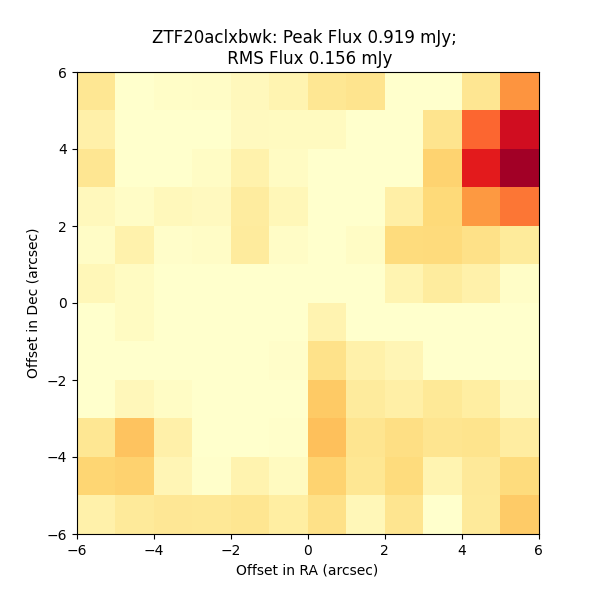 ZTF20aclxbwk: Peak Flux 0.919 mJy;
RMS Flux 0.156 mJy
6
4
2
0
−2
−4
−6
Offset in Dec (arcsec)
−6 −4 −2 0 2 4 6
Offset in RA (arcsec)